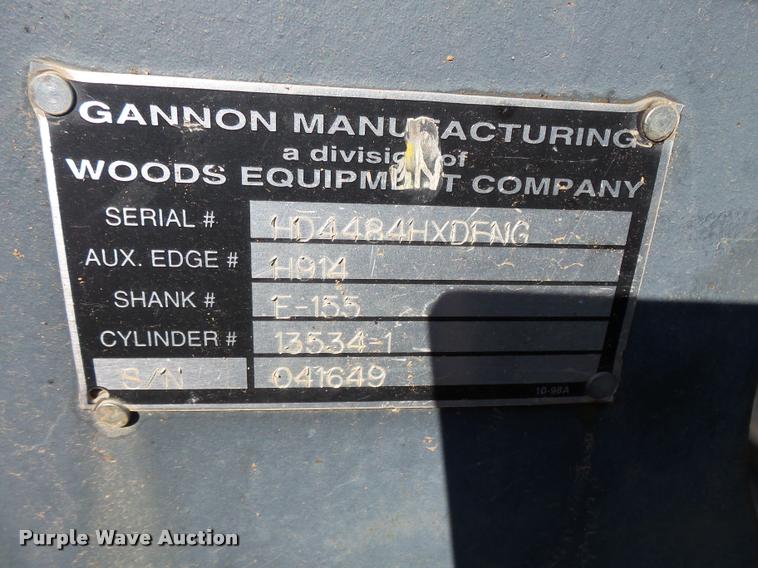 GANNON MANUFACTURING
a division of
WOODS EQUIPMENT COMPANY
SERIAL # HD4484HXDFNG
AUX. EDGE # H914
SHANK # E-155
CYLINDER # 13534-1
S/N 041649
10-98A
Purple Wave Auction